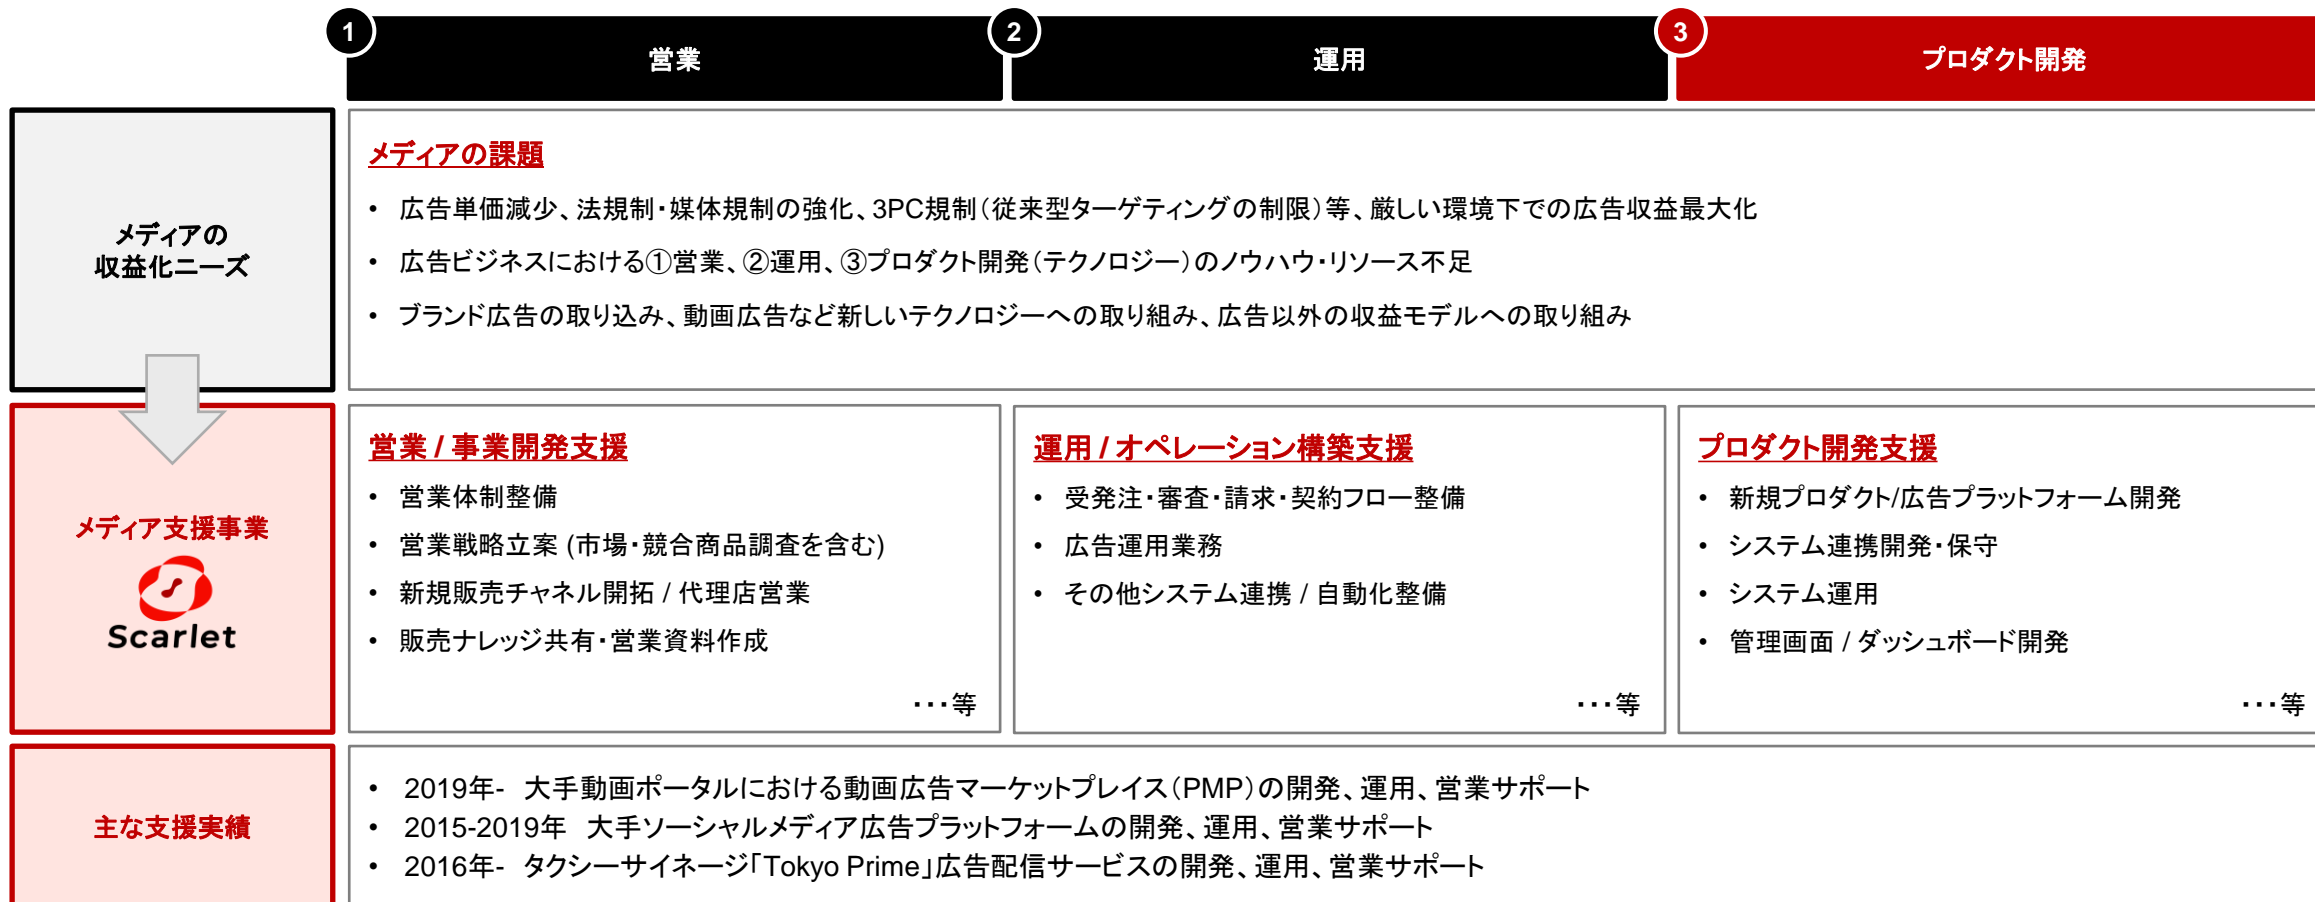 1
営業
2
運用
3
プロダクト開発
メディアの
収益化ニーズ
メディアの課題
• 広告単価減少、法規制・媒体規制の強化、3PC規制（従来型ターゲティングの制限）等、厳しい環境下での広告収益最大化
• 広告ビジネスにおける①営業、②運用、③プロダクト開発（テクノロジー）のノウハウ・リソース不足
• ブランド広告の取り込み、動画広告など新しいテクノロジーへの取り組み、広告以外の収益モデルへの取り組み
メディア支援事業
Scarlet
営業 / 事業開発支援
• 営業体制整備
• 営業戦略立案 (市場・競合商品調査を含む)
• 新規販売チャネル開拓 / 代理店営業
• 販売ナレッジ共有・営業資料作成
・・・等
運用 / オペレーション構築支援
• 受発注・審査・請求・契約フロー整備
• 広告運用業務
• その他システム連携 / 自動化整備
・・・等
プロダクト開発支援
• 新規プロダクト/広告プラットフォーム開発
• システム連携開発・保守
• システム運用
• 管理画面 / ダッシュボード開発
・・・等
主な支援実績
• 2019年- 大手動画ポータルにおける動画広告マーケットプレイス（PMP）の開発、運用、営業サポート
• 2015-2019年 大手ソーシャルメディア広告プラットフォームの開発、運用、営業サポート
• 2016年- タクシーサイネージ「Tokyo Prime」広告配信サービスの開発、運用、営業サポート